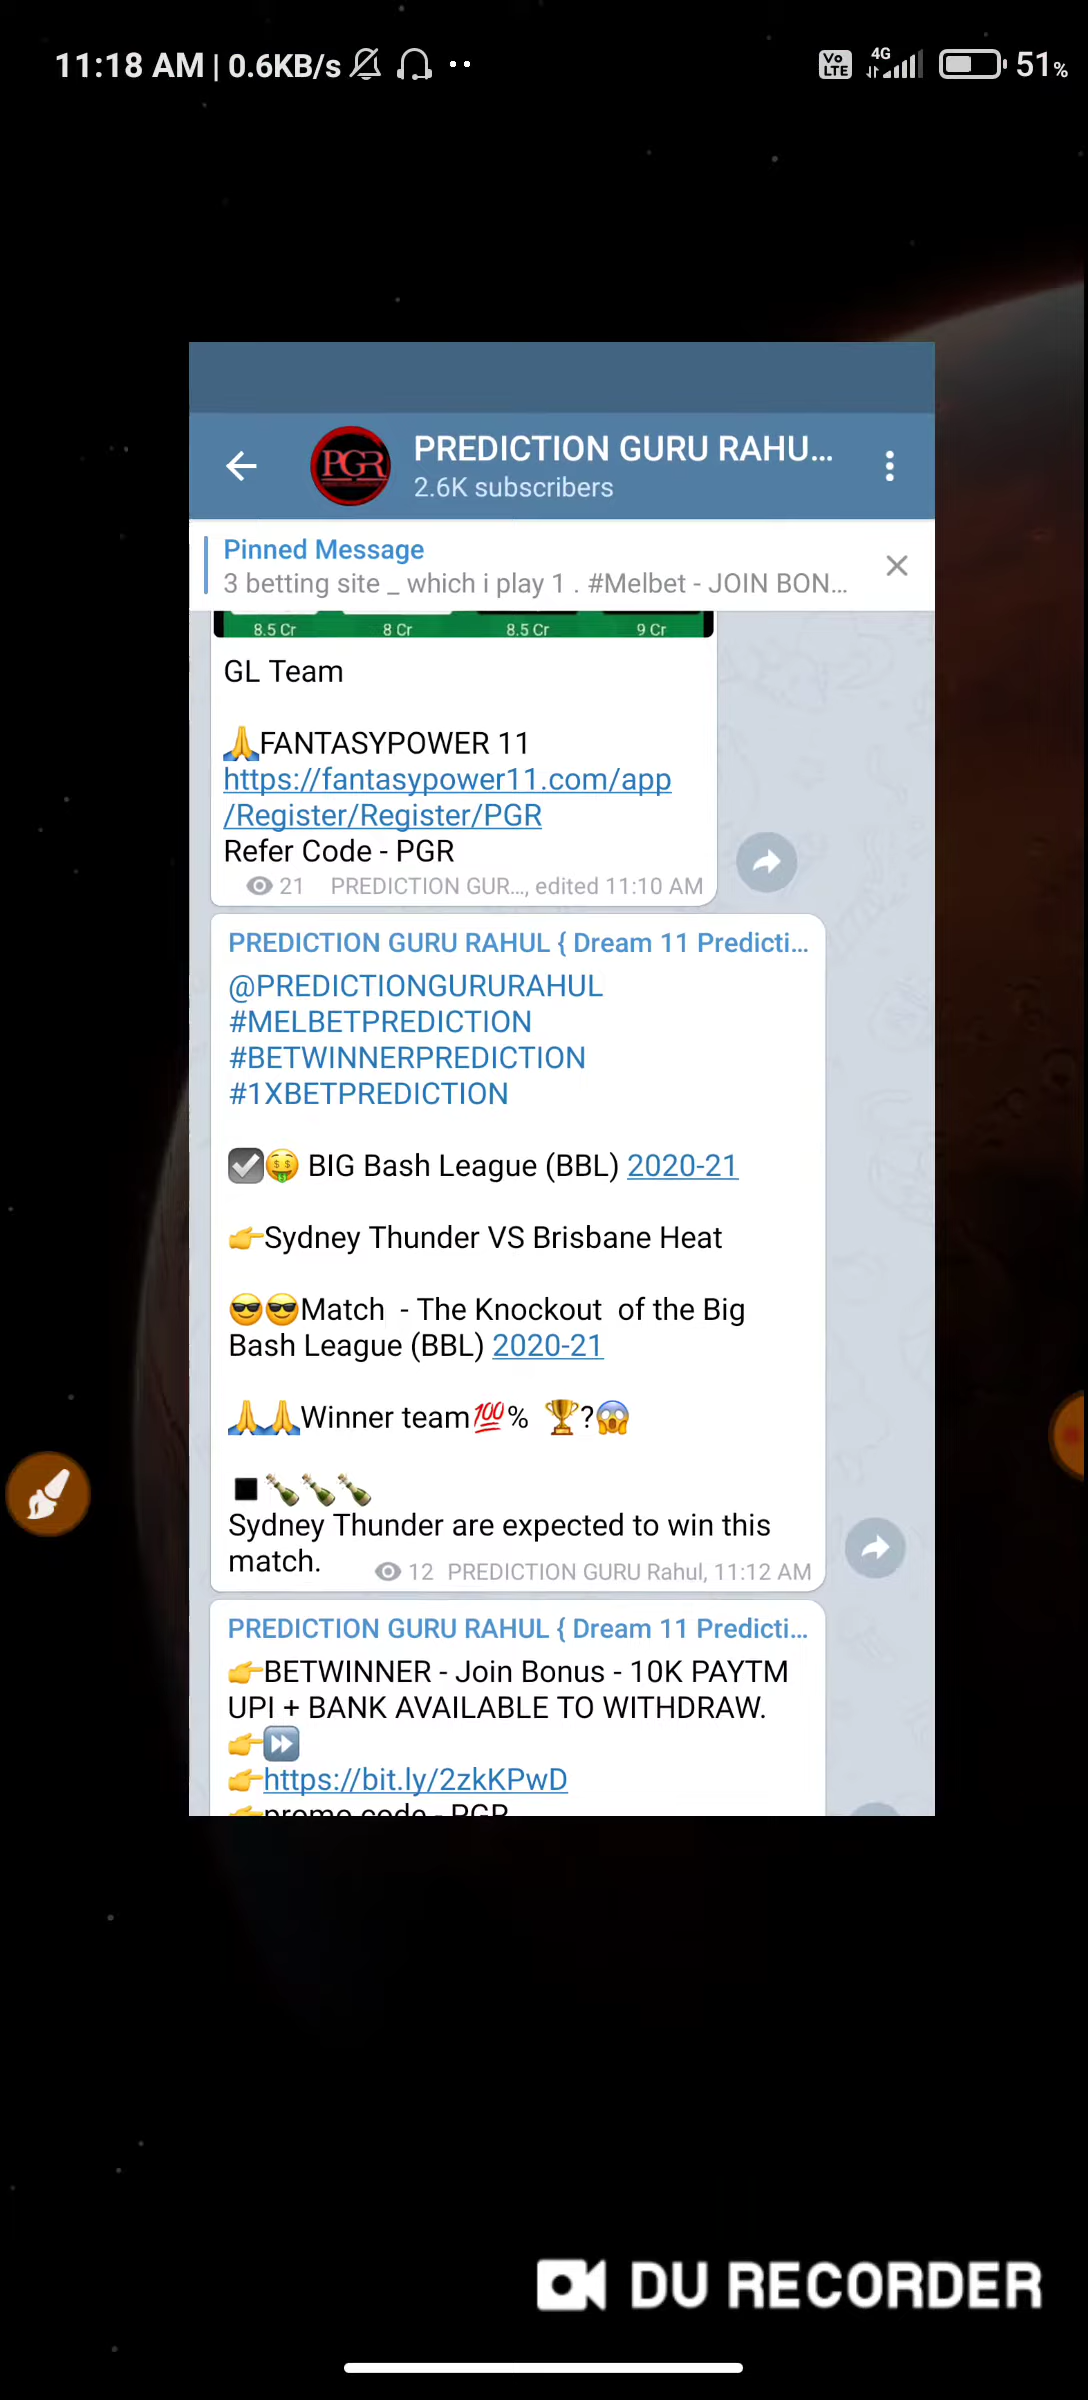 11:18 AM | 0.6KB/s
Vo LTE 4G 51%
PGR
PREDICTION GURU RAHU...
2.6K subscribers
Pinned Message
3 betting site _ which i play 1 . #Melbet - JOIN BON...
8.5 Cr 8 Cr 8.5 Cr 9 Cr
GL Team
🙏FANTASYPOWER 11
https://fantasypower11.com/app
/Register/Register/PGR
Refer Code - PGR
21 PREDICTION GUR..., edited 11:10 AM
PREDICTION GURU RAHUL { Dream 11 Predicti...
@PREDICTIONGURURAHUL
#MELBETPREDICTION
#BETWINNERPREDICTION
#1XBETPREDICTION
☑️🤑 BIG Bash League (BBL) 2020-21
👉Sydney Thunder VS Brisbane Heat
😎😎Match - The Knockout of the Big
Bash League (BBL) 2020-21
🙏🙏Winner team💯% 🏆?😱
◼️🍾🍾🍾
Sydney Thunder are expected to win this
match. 12 PREDICTION GURU Rahul, 11:12 AM
PREDICTION GURU RAHUL { Dream 11 Predicti...
👉BETWINNER - Join Bonus - 10K PAYTM
UPI + BANK AVAILABLE TO WITHDRAW.
👉⏩
👉https://bit.ly/2zkKPwD
👉promo code - PGR
DU RECORDER